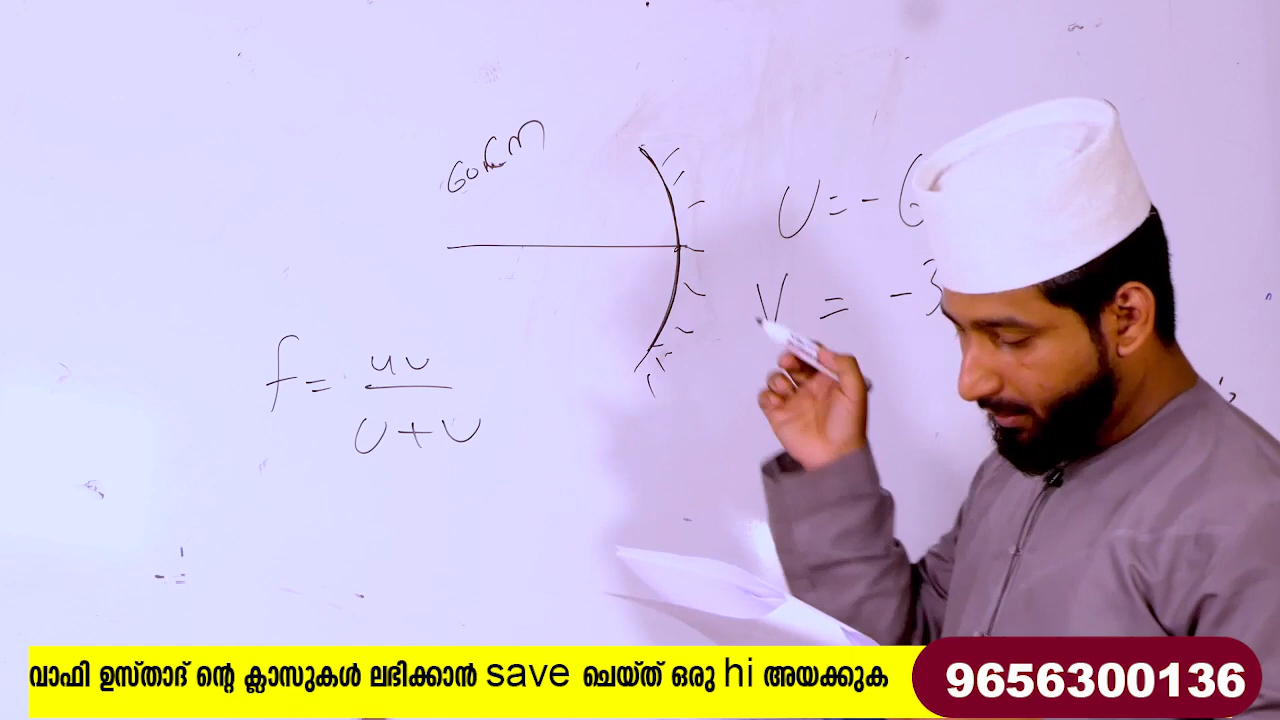 60cm
U = - 6
V = - 3
f = uv
U + V
വാഫി ഉസ്താദ് ന്റെ ക്ലാസുകൾ ലഭിക്കാൻ save ചെയ്ത് ഒരു hi അയക്കുക
9656300136